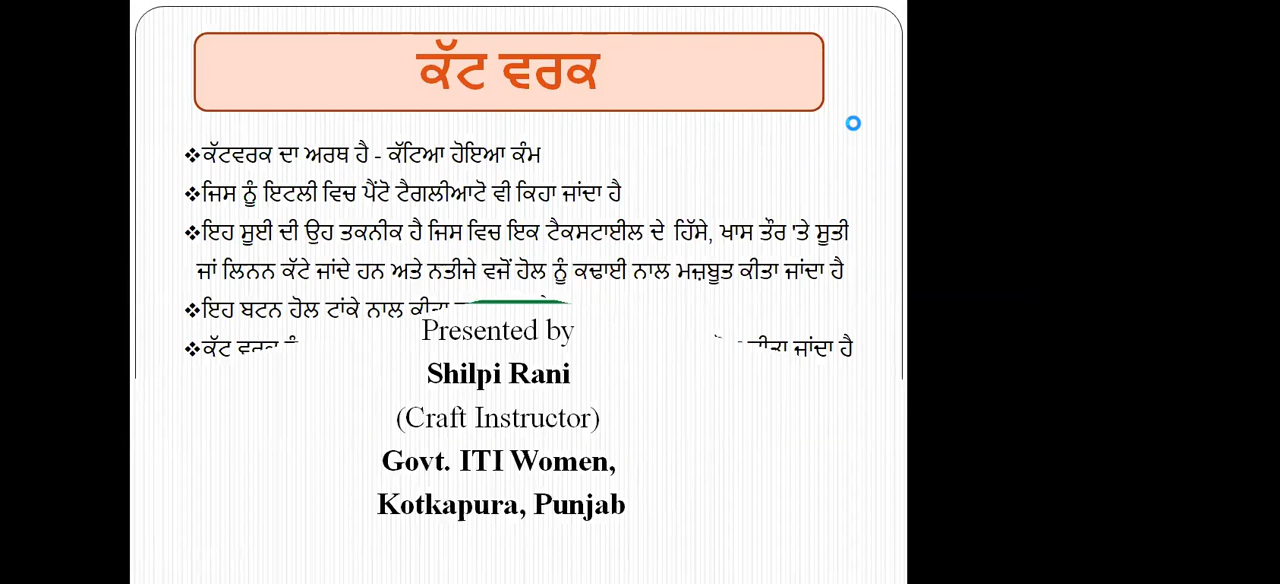 ਕੱਟ ਵਰਕ
❖ਕੱਟਵਰਕ ਦਾ ਅਰਥ ਹੈ - ਕੱਟਿਆ ਹੋਇਆ ਕੰਮ
❖ਜਿਸ ਨੂੰ ਇਟਲੀ ਵਿਚ ਪੈਂਟੋ ਟੈਗਲੀਆਟੋ ਵੀ ਕਿਹਾ ਜਾਂਦਾ ਹੈ
❖ਇਹ ਸੂਈ ਦੀ ਉਹ ਤਕਨੀਕ ਹੈ ਜਿਸ ਵਿਚ ਇਕ ਟੈਕਸਟਾਈਲ ਦੇ ਹਿੱਸੇ, ਖਾਸ ਤੌਰ 'ਤੇ ਸੂਤੀ
ਜਾਂ ਲਿਨਨ ਕੱਟੇ ਜਾਂਦੇ ਹਨ ਅਤੇ ਨਤੀਜੇ ਵਜੋਂ ਹੋਲ ਨੂੰ ਕਢਾਈ ਨਾਲ ਮਜ਼ਬੂਤ ਕੀਤਾ ਜਾਂਦਾ ਹੈ
❖ਇਹ ਬਟਨ ਹੋਲ ਟਾਂਕੇ ਨਾਲ ਕੀਤਾ
❖ਕੱਟ ਵਰਕ ਕੀਤਾ ਜਾਂਦਾ ਹੈ
Presented by
Shilpi Rani
(Craft Instructor)
Govt. ITI Women,
Kotkapura, Punjab